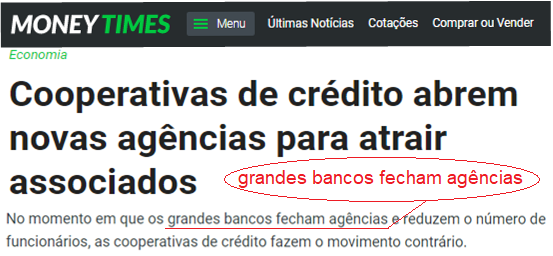 MONEY TIMES Menu Últimas Notícias Cotações Comprar ou Vender
Economia
Cooperativas de crédito abrem
novas agências para atrair
associados
grandes bancos fecham agências
No momento em que os grandes bancos fecham agências e reduzem o número de
funcionários, as cooperativas de crédito fazem o movimento contrário.